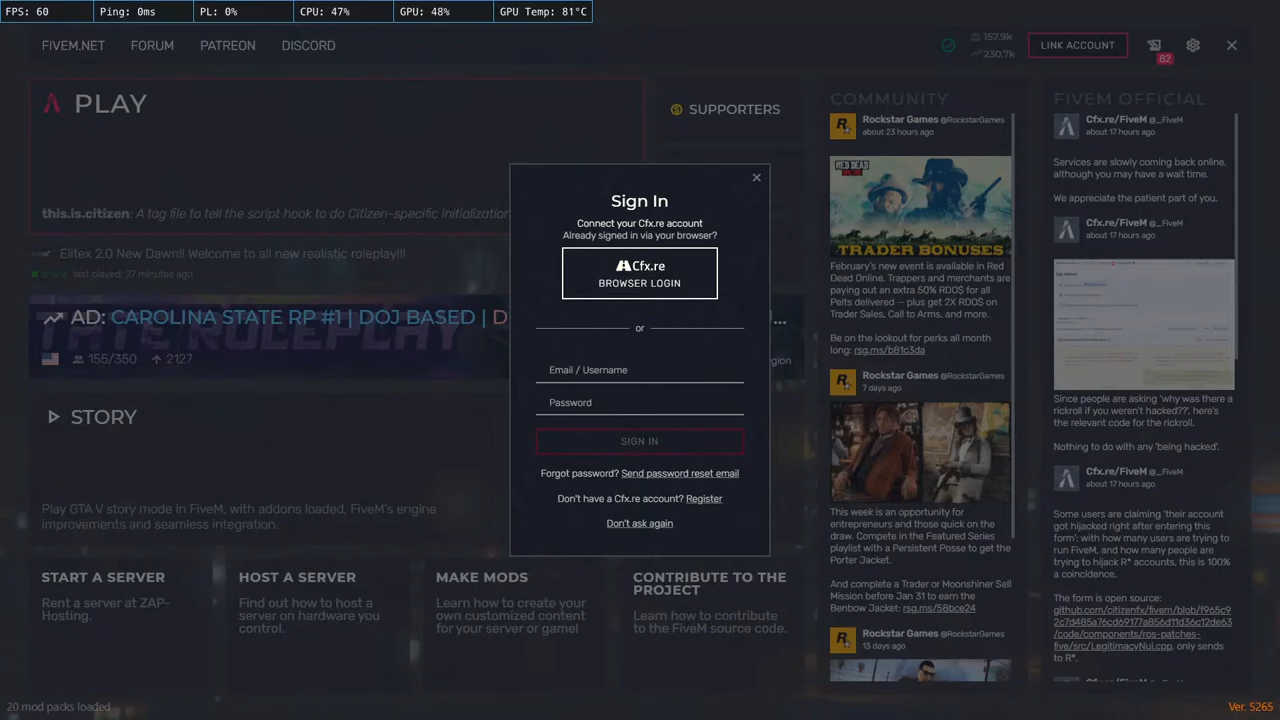 FPS: 60
Ping: 0ms
PL: 0%
CPU: 47%
GPU: 48%
GPU Temp: 81°C
FIVEM.NET
FORUM
PATREON
DISCORD
157.9k
230.7k
LINK ACCOUNT
82
PLAY
this.is.citizen: A tag file to tell the script hook to do Citizen-specific initialization
SUPPORTERS
Elitex 2.0 New Dawn!! Welcome to all new realistic roleplay!!!
last played: 27 minutes ago
AD: CAROLINA STATE RP #1 | DOJ BASED | D
...
155/350
2127
STORY
Play GTA V story mode in FiveM, with addons loaded, FiveM's engine
improvements and seamless integration.
START A SERVER
Rent a server at ZAP-
Hosting.
HOST A SERVER
Find out how to host a
server on hardware you
control.
MAKE MODS
Learn how to create your
own customized content
for your server or game!
CONTRIBUTE TO THE
PROJECT
Learn how to contribute
to the FiveM source code.
Sign In
Connect your Cfx.re account
Already signed in via your browser?
Cfx.re
BROWSER LOGIN
or
Email / Username
Password
SIGN IN
Forgot password? Send password reset email
Don't have a Cfx.re account? Register
Don't ask again
COMMUNITY
Rockstar Games @RockstarGames
about 23 hours ago
RED DEAD
ONLINE
TRADER BONUSES
February's new event is available in Red
Dead Online. Trappers and merchants are
paying out an extra 50% RDO$ for all
Pelts delivered — plus get 2X RDO$ on
Trader Sales, Call to Arms, and more.
Be on the lookout for perks all month
long: rsg.ms/b81c3da
Rockstar Games @RockstarGames
7 days ago
This week is an opportunity for
entrepreneurs and those quick on the
draw. Compete in the Featured Series
playlist with a Persistent Posse to get the
Porter Jacket.
And complete a Trader or Moonshiner Sell
Mission before Jan 31 to earn the
Benbow Jacket: rsg.ms/58bce24
Rockstar Games @RockstarGames
13 days ago
FIVEM OFFICIAL
Cfx.re/FiveM @_FiveM
about 17 hours ago
Services are slowly coming back online,
although you may have a wait time.
We appreciate the patient part of you.
Cfx.re/FiveM @_FiveM
about 17 hours ago
Since people are asking 'why was there a
rickroll if you weren't hacked??', here's
the relevant code for the rickroll.
Nothing to do with any 'being hacked'.
Cfx.re/FiveM @_FiveM
about 17 hours ago
Some users are claiming 'their account
got hijacked right after entering this
form': with how many users are trying to
run FiveM, and how many people are
trying to hijack R* accounts, this is 100%
a coincidence.
The form is open source:
github.com/citizenfx/fivem/blob/f965c9
2c7d485a76cd69177a856d11d36c12de63
/code/components/ros-patches-
five/src/LegitimacyNui.cpp, only sends
to R*.
Cfx.re/FiveM @_FiveM
20 mod packs loaded
Ver. 5265